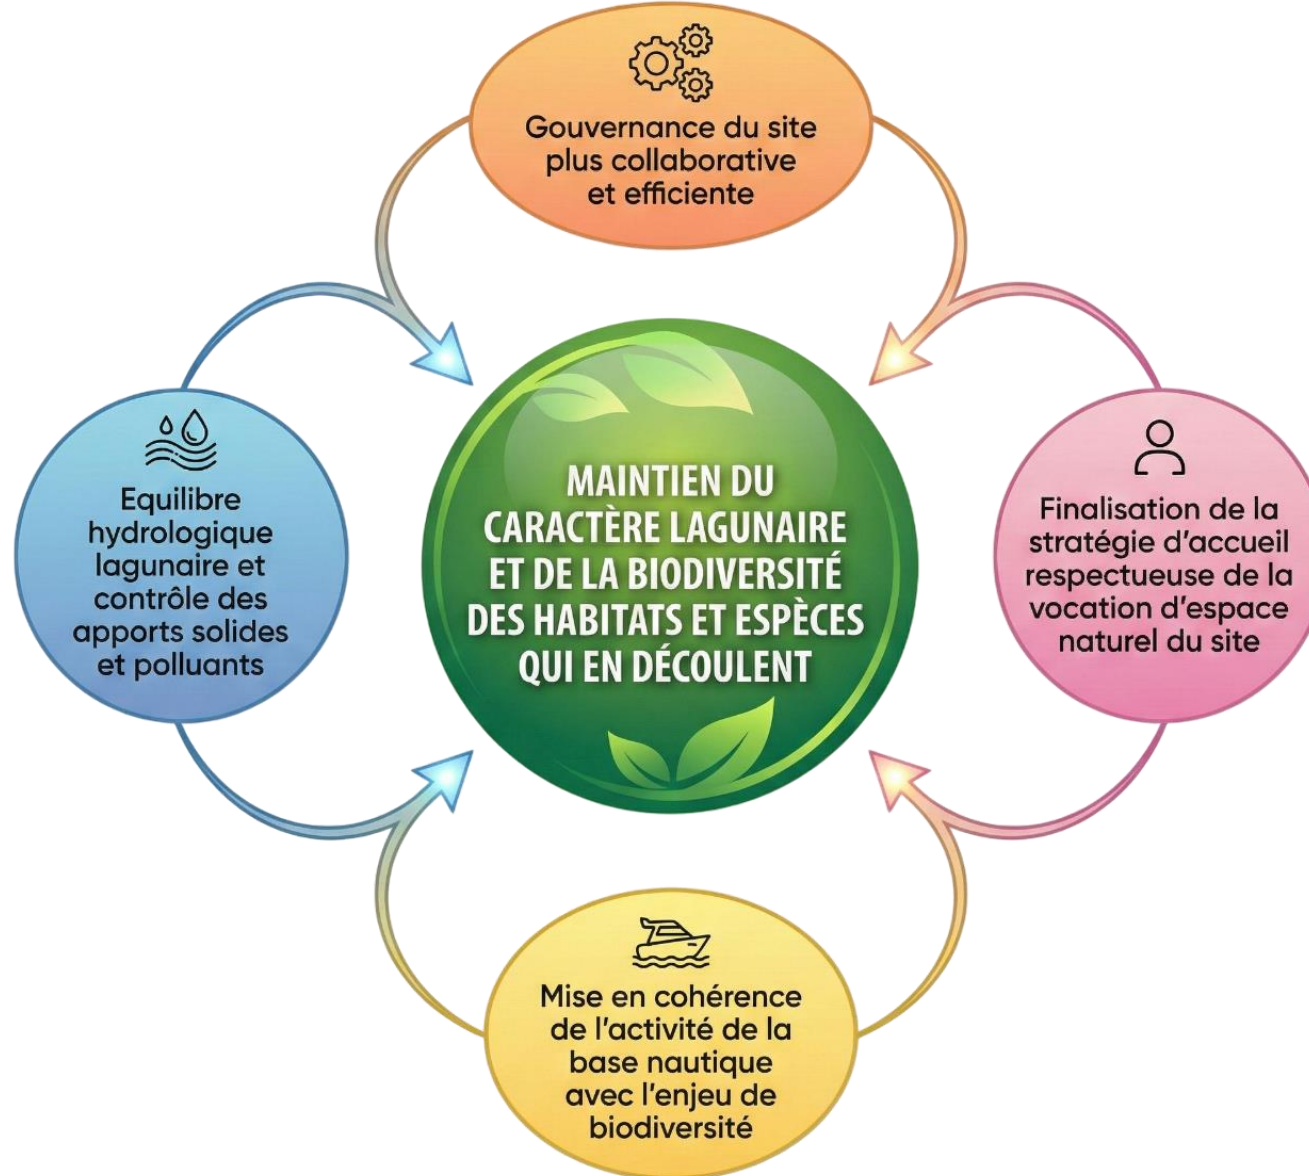 Gouvernance du site
plus collaborative
et efficiente
Equilibre
hydrologique
lagunaire et
contrôle des
apports solides
et polluants
MAINTIEN DU
CARACTÈRE LAGUNAIRE
ET DE LA BIODIVERSITÉ
DES HABITATS ET ESPÈCES
QUI EN DÉCOULENT
Finalisation de la
stratégie d'accueil
respectueuse de la
vocation d'espace
naturel du site
Mise en cohérence
de l'activité de la
base nautique
avec l'enjeu de
biodiversité